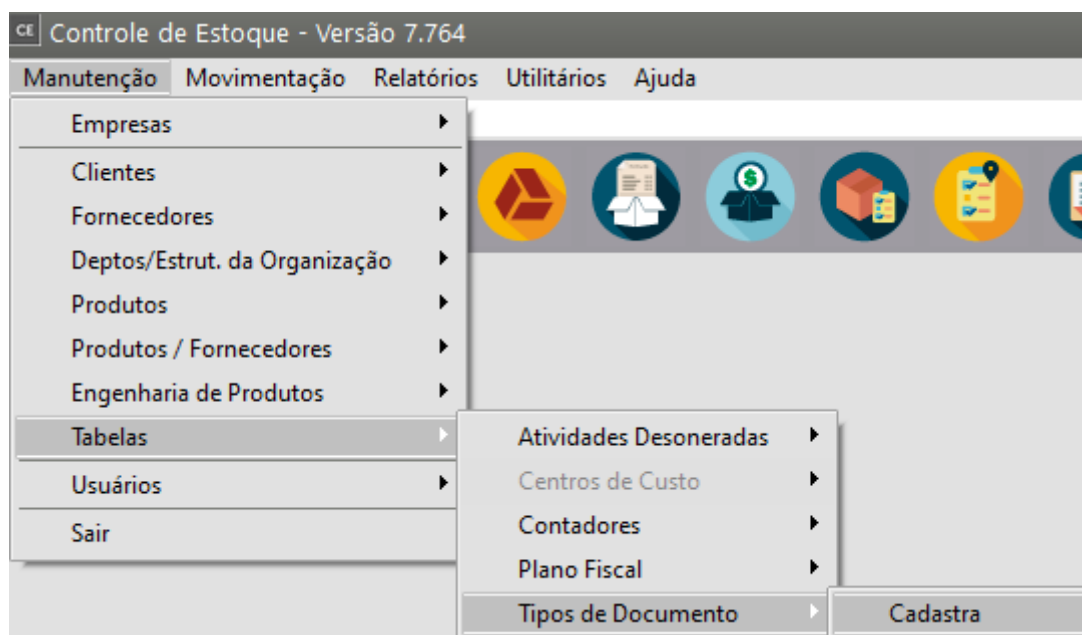 CE Controle de Estoque - Versão 7.764
Manutenção Movimentação Relatórios Utilitários Ajuda
Empresas
Clientes
Fornecedores
Deptos/Estrut. da Organização
Produtos
Produtos / Fornecedores
Engenharia de Produtos
Tabelas
Usuários
Sair
Atividades Desoneradas
Centros de Custo
Contadores
Plano Fiscal
Tipos de Documento
Cadastra